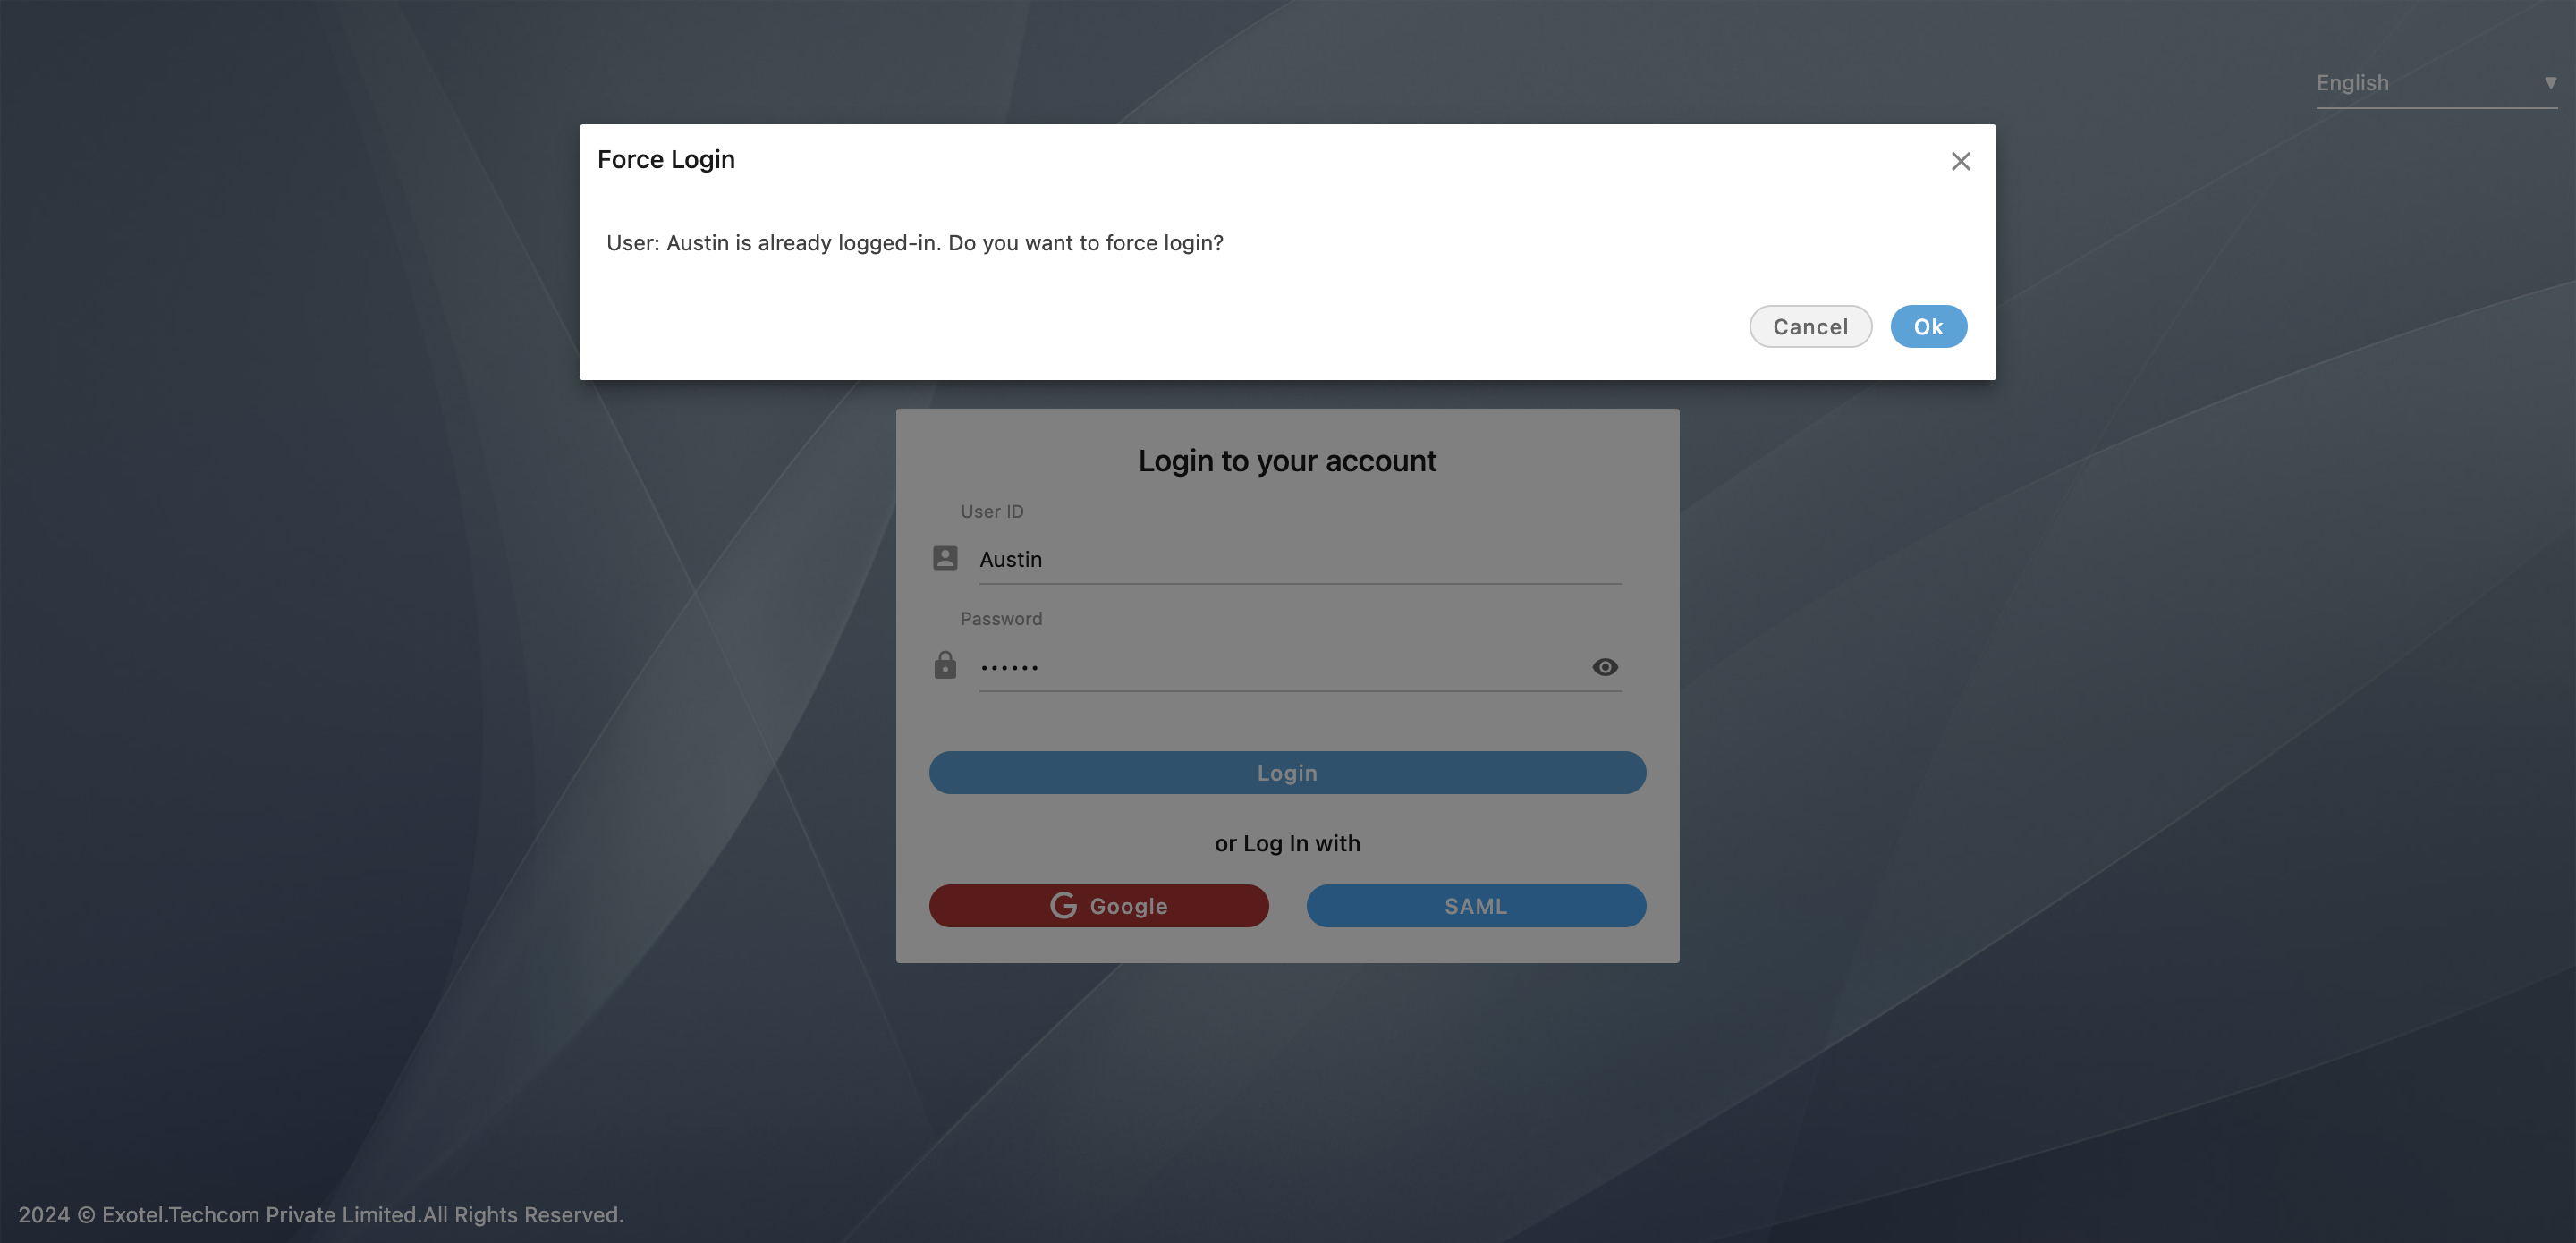 English
Force Login
User: Austin is already logged-in. Do you want to force login?
Cancel
Ok
Login to your account
User ID
Austin
Password
••••••
Login
or Log In with
Google
SAML
2024 © Exotel.Techcom Private Limited.All Rights Reserved.